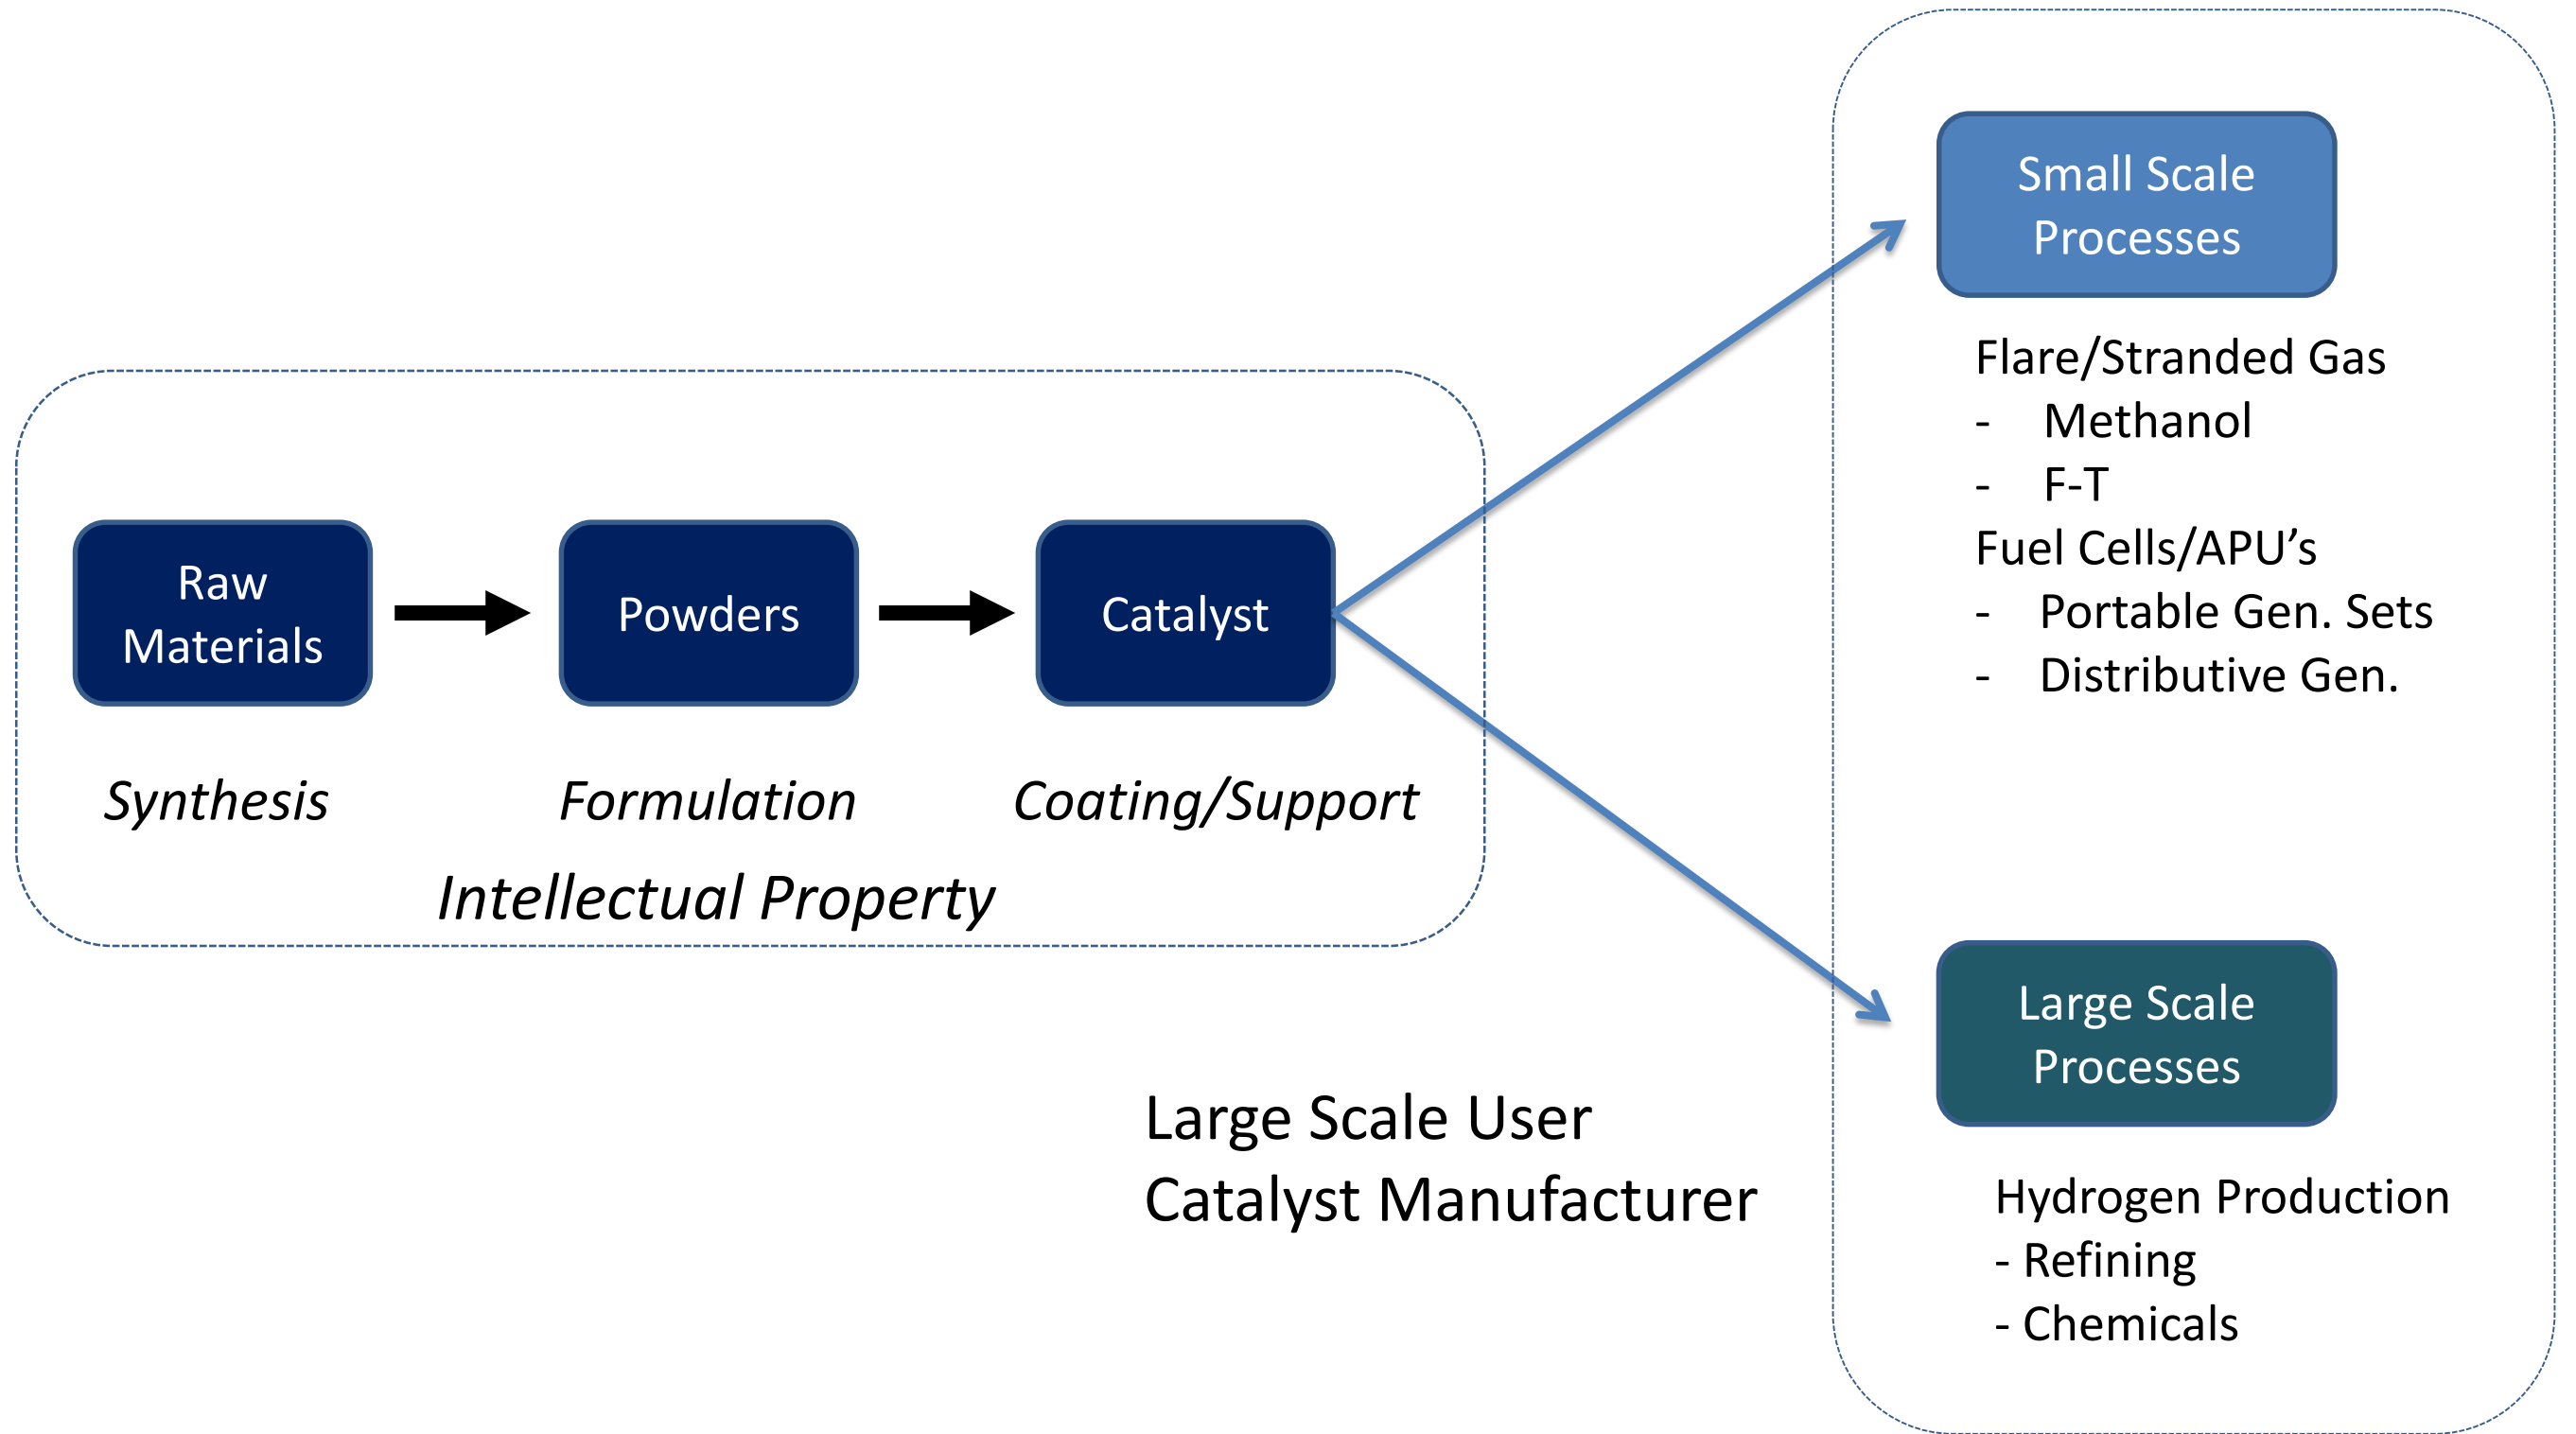 Raw
Materials
Powders
Catalyst
Synthesis
Formulation
Coating/Support
Intellectual Property
Small Scale
Processes
Flare/Stranded Gas
- Methanol
- F-T
Fuel Cells/APU’s
- Portable Gen. Sets
- Distributive Gen.
Large Scale User
Catalyst Manufacturer
Large Scale
Processes
Hydrogen Production
- Refining
- Chemicals